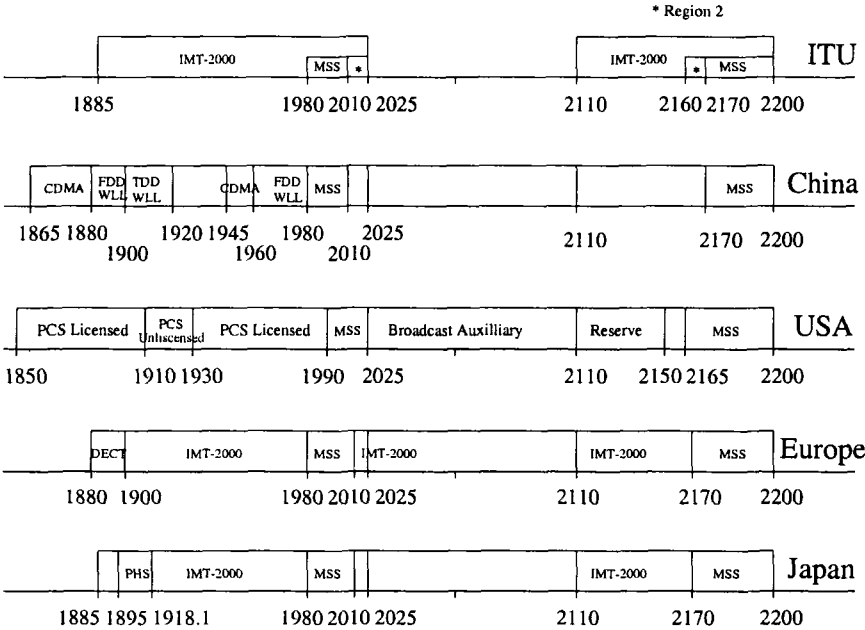 * Region 2
IMT-2000 MSS * IMT-2000 * MSS ITU
1885 1980 2010 2025 2110 2160 2170 2200
CDMA FDD WLL TDD WLL CDMA FDD WLL MSS MSS China
1865 1880 1900 1920 1945 1960 1980 2010 2025 2110 2170 2200
PCS Licensed PCS Unliscensed PCS Licensed MSS Broadcast Auxilliary Reserve MSS USA
1850 1910 1930 1990 2025 2110 2150 2165 2200
DECT IMT-2000 MSS IMT-2000 IMT-2000 MSS Europe
1880 1900 1980 2010 2025 2110 2170 2200
PHS IMT-2000 MSS IMT-2000 MSS Japan
1885 1895 1918.1 1980 2010 2025 2110 2170 2200